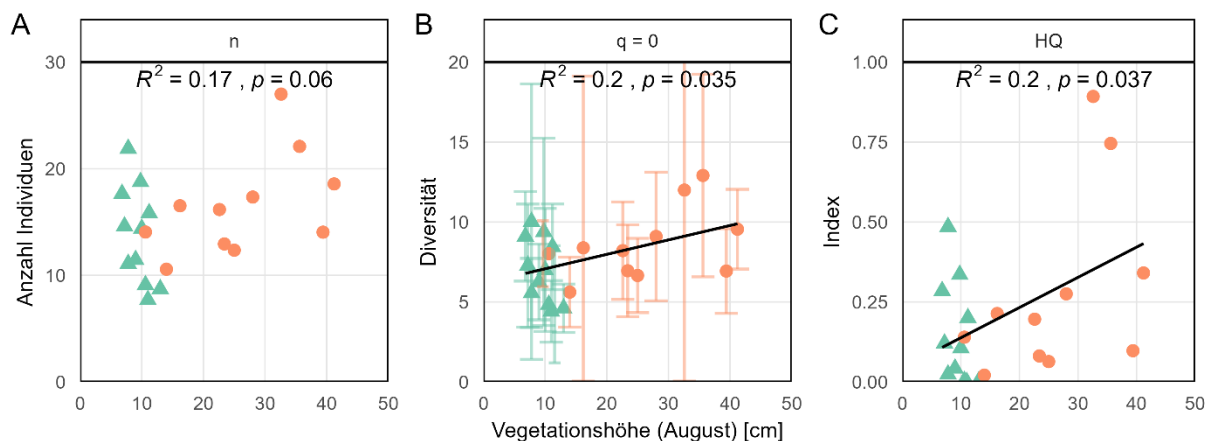 A
n
R² = 0.17 , p = 0.06
Anzahl Individuen
30
20
10
0
0 10 20 30 40 50
B
q = 0
R² = 0.2 , p = 0.035
Diversität
20
15
10
5
0
0 10 20 30 40 50
Vegetationshöhe (August) [cm]
C
HQ
R² = 0.2 , p = 0.037
Index
1.00
0.75
0.50
0.25
0.00
0 10 20 30 40 50